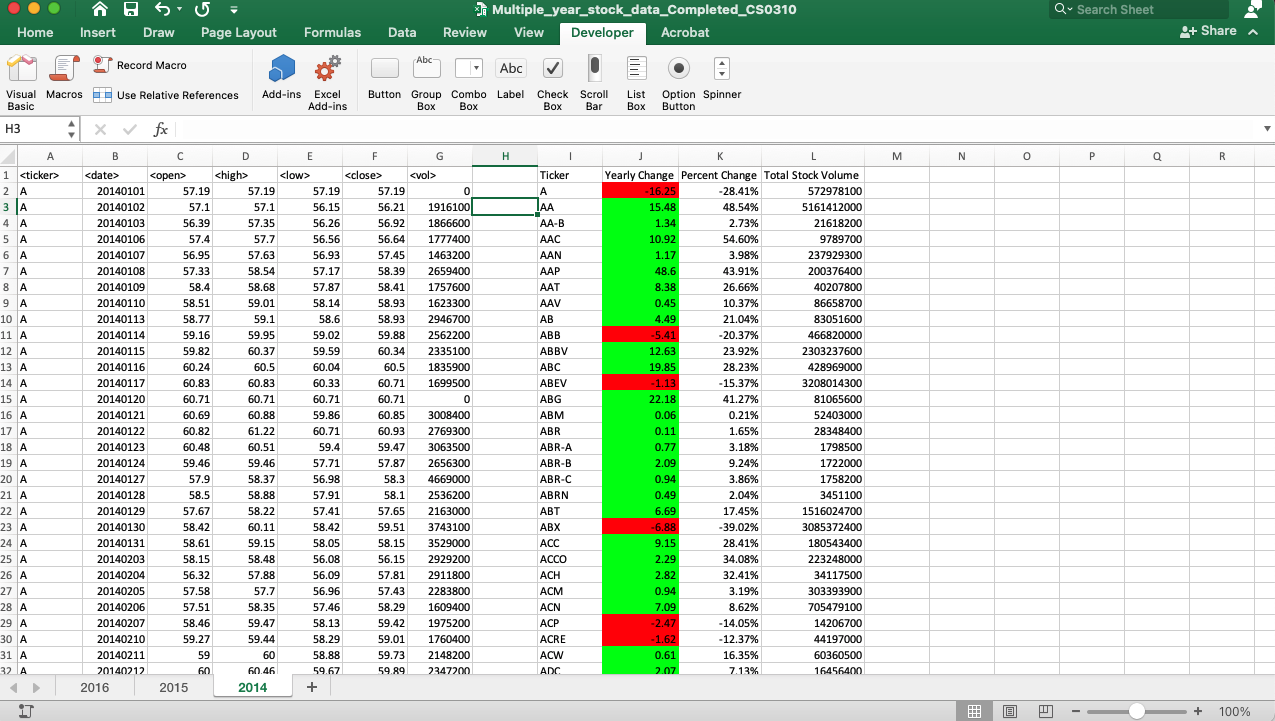 Multiple_year_stock_data_Completed_CS0310
Search Sheet
Home Insert Draw Page Layout Formulas Data Review View Developer Acrobat
Share
Visual Basic
Macros
Record Macro
Use Relative References
Add-ins
Excel Add-ins
Button
Abc
Group Box
Combo Box
Abc
Label
Check Box
Scroll Bar
List Box
Option Button
Spinner
H3 fx
A B C D E F G H I J K L M N O P Q R
1 <ticker> <date> <open> <high> <low> <close> <vol> Ticker Yearly Change Percent Change Total Stock Volume
2 A 20140101 57.19 57.19 57.19 57.19 0 A -16.25 -28.41% 572978100
3 A 20140102 57.1 57.1 56.15 56.21 1916100 AA 15.48 48.54% 5161412000
4 A 20140103 56.39 57.35 56.26 56.92 1866600 AA-B 1.34 2.73% 21618200
5 A 20140106 57.4 57.7 56.56 56.64 1777400 AAC 10.92 54.60% 9789700
6 A 20140107 56.95 57.63 56.93 57.45 1463200 AAN 1.17 3.98% 237929300
7 A 20140108 57.33 58.54 57.17 58.39 2659400 AAP 48.6 43.91% 200376400
8 A 20140109 58.4 58.68 57.87 58.41 1757600 AAT 8.38 26.66% 40207800
9 A 20140110 58.51 59.01 58.14 58.93 1623300 AAV 0.45 10.37% 86658700
10 A 20140113 58.77 59.1 58.6 58.93 2946700 AB 4.49 21.04% 83051600
11 A 20140114 59.16 59.95 59.02 59.88 2562200 ABB -5.41 -20.37% 466820000
12 A 20140115 59.82 60.37 59.59 60.34 2335100 ABBV 12.63 23.92% 2303237600
13 A 20140116 60.24 60.5 60.04 60.5 1835900 ABC 19.85 28.23% 428969000
14 A 20140117 60.83 60.83 60.33 60.71 1699500 ABEV -1.13 -15.37% 3208014300
15 A 20140120 60.71 60.71 60.71 60.71 0 ABG 22.18 41.27% 81065600
16 A 20140121 60.69 60.88 59.86 60.85 3008400 ABM 0.06 0.21% 52403000
17 A 20140122 60.82 61.22 60.71 60.93 2769300 ABR 0.11 1.65% 28348400
18 A 20140123 60.48 60.51 59.4 59.47 3063500 ABR-A 0.77 3.18% 1798500
19 A 20140124 59.46 59.46 57.71 57.87 2656300 ABR-B 2.09 9.24% 1722000
20 A 20140127 57.9 58.37 56.98 58.3 4669000 ABR-C 0.94 3.86% 1758200
21 A 20140128 58.5 58.88 57.91 58.1 2536200 ABRN 0.49 2.04% 3451100
22 A 20140129 57.67 58.22 57.41 57.65 2163000 ABT 6.69 17.45% 1516024700
23 A 20140130 58.42 60.11 58.42 59.51 3743100 ABX -6.88 -39.02% 3085372400
24 A 20140131 58.61 59.15 58.05 58.15 3529000 ACC 9.15 28.41% 180543400
25 A 20140203 58.15 58.48 56.08 56.15 2929200 ACCO 2.29 34.08% 223248000
26 A 20140204 56.32 57.88 56.09 57.81 2911800 ACH 2.82 32.41% 34117500
27 A 20140205 57.58 57.7 56.96 57.43 2283800 ACM 0.94 3.19% 303393900
28 A 20140206 57.51 58.35 57.46 58.29 1609400 ACN 7.09 8.62% 705479100
29 A 20140207 58.46 59.47 58.13 59.42 1975200 ACP -2.47 -14.05% 14206700
30 A 20140210 59.27 59.44 58.29 59.01 1760400 ACRE -1.62 -12.37% 44197000
31 A 20140211 59 60 58.88 59.73 2148200 ACW 0.61 16.35% 60360500
32 A 20140212 60 60.46 59.67 59.89 2347200 ADC 2.07 7.13% 16456400
2016 2015 2014
100%